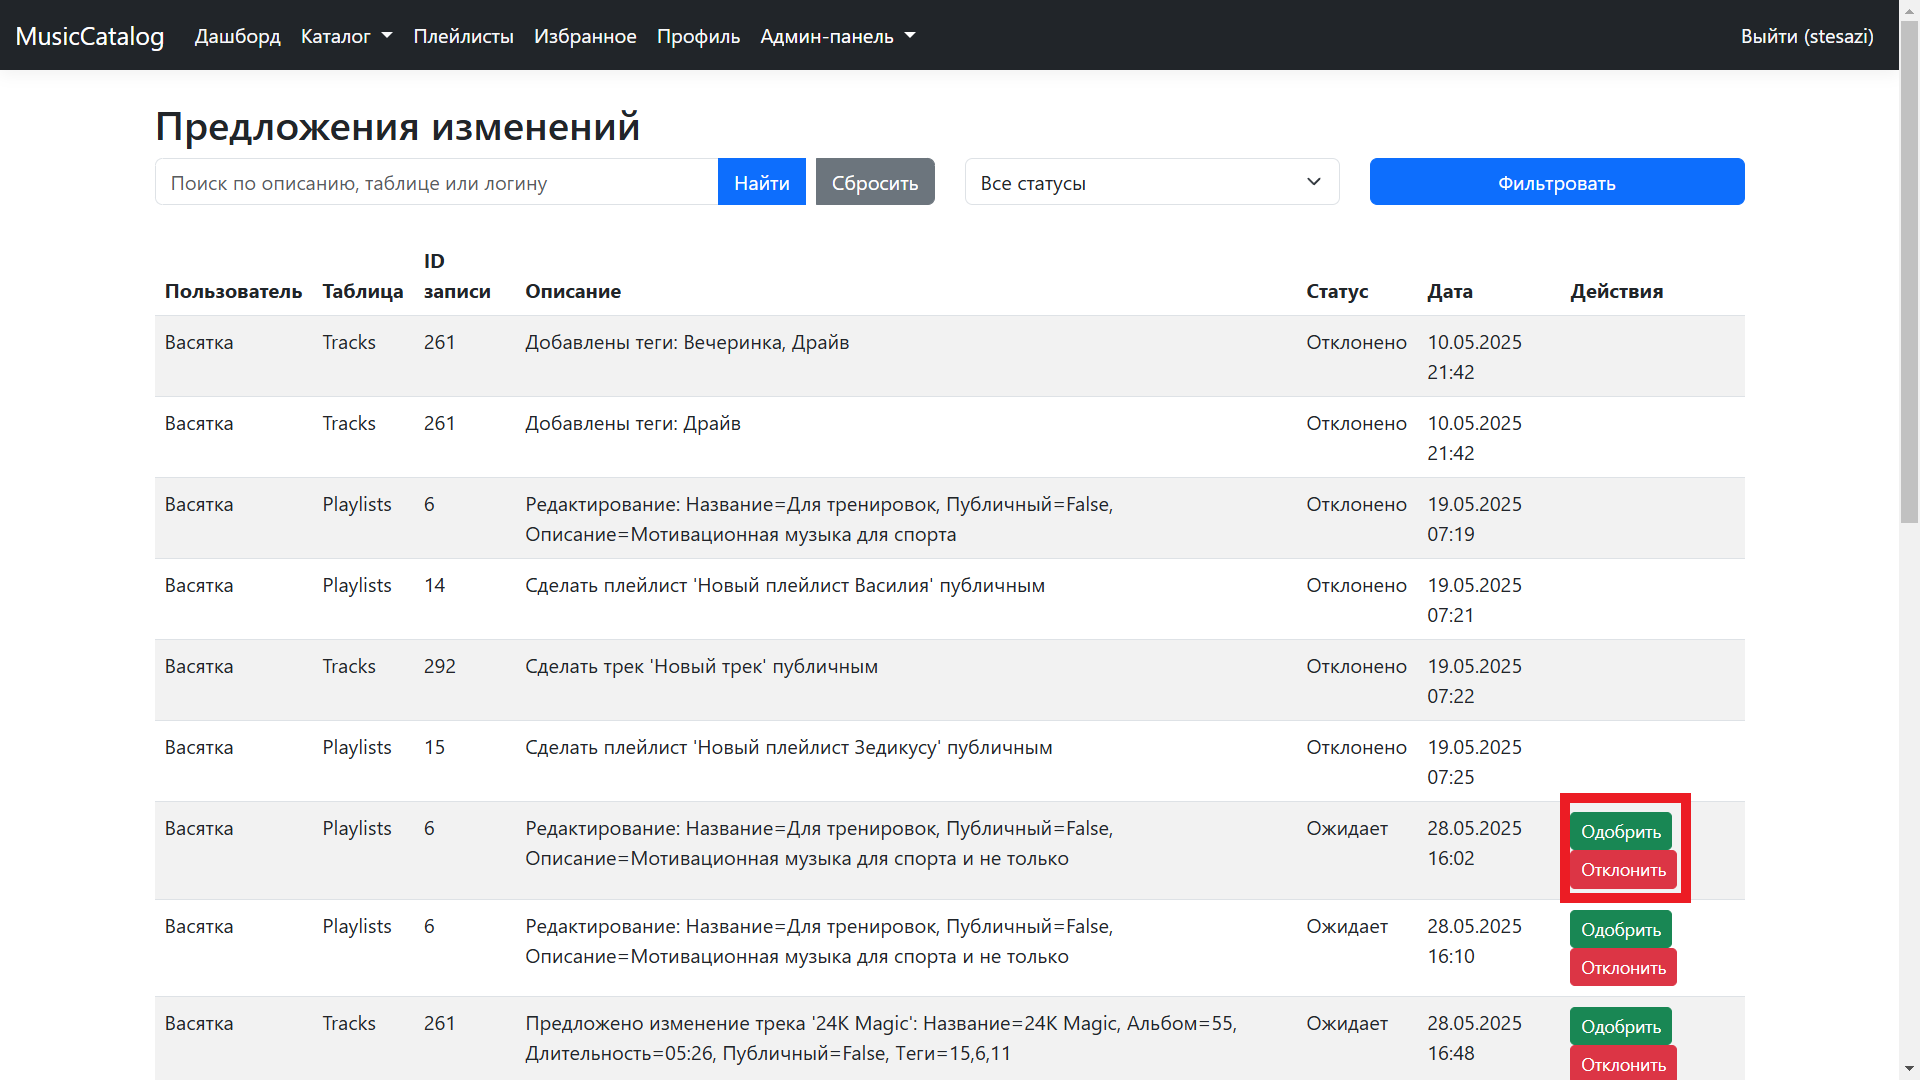 MusicCatalog Дашборд Каталог Плейлисты Избранное Профиль Админ-панель Выйти (stesazi)
Предложения изменений
Поиск по описанию, таблице или логину Найти Сбросить Все статусы Фильтровать
Пользователь Таблица ID записи Описание Статус Дата Действия
Васятка Tracks 261 Добавлены теги: Вечеринка, Драйв Отклонено 10.05.2025
21:42
Васятка Tracks 261 Добавлены теги: Драйв Отклонено 10.05.2025
21:42
Васятка Playlists 6 Редактирование: Название=Для тренировок, Публичный=False, Отклонено 19.05.2025
Описание=Мотивационная музыка для спорта 07:19
Васятка Playlists 14 Сделать плейлист 'Новый плейлист Василия' публичным Отклонено 19.05.2025
07:21
Васятка Tracks 292 Сделать трек 'Новый трек' публичным Отклонено 19.05.2025
07:22
Васятка Playlists 15 Сделать плейлист 'Новый плейлист Зедикусу' публичным Отклонено 19.05.2025
07:25
Васятка Playlists 6 Редактирование: Название=Для тренировок, Публичный=False, Ожидает 28.05.2025 Одобрить
Описание=Мотивационная музыка для спорта и не только 16:02 Отклонить
Васятка Playlists 6 Редактирование: Название=Для тренировок, Публичный=False, Ожидает 28.05.2025 Одобрить
Описание=Мотивационная музыка для спорта и не только 16:10 Отклонить
Васятка Tracks 261 Предложено изменение трека '24K Magic': Название=24K Magic, Альбом=55, Ожидает 28.05.2025 Одобрить
Длительность=05:26, Публичный=False, Теги=15,6,11 16:48 Отклонить